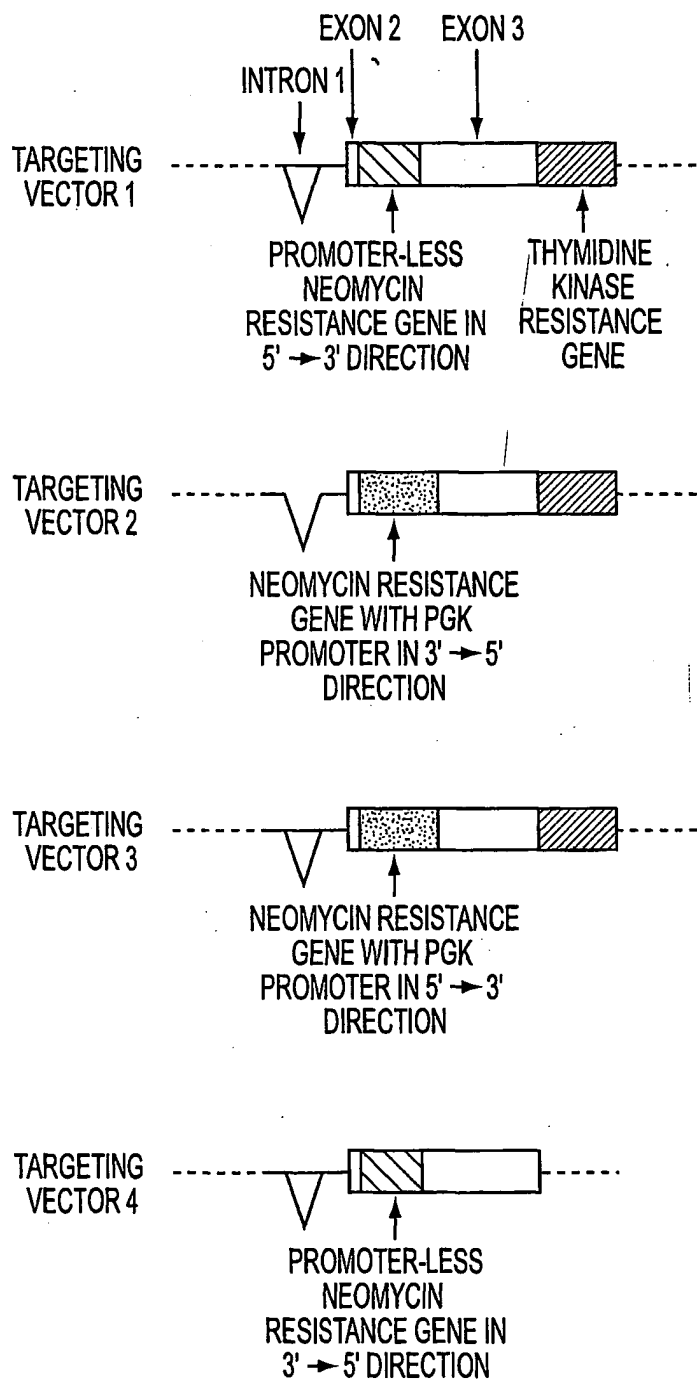 EXON 2
EXON 3
INTRON 1
TARGETING
VECTOR 1
PROMOTER-LESS
NEOMYCIN
RESISTANCE GENE IN
5' → 3' DIRECTION
THYMIDINE
KINASE
RESISTANCE
GENE
TARGETING
VECTOR 2
NEOMYCIN RESISTANCE
GENE WITH PGK
PROMOTER IN 3' → 5'
DIRECTION
TARGETING
VECTOR 3
NEOMYCIN RESISTANCE
GENE WITH PGK
PROMOTER IN 5' → 3'
DIRECTION
TARGETING
VECTOR 4
PROMOTER-LESS
NEOMYCIN
RESISTANCE GENE IN
3' → 5' DIRECTION